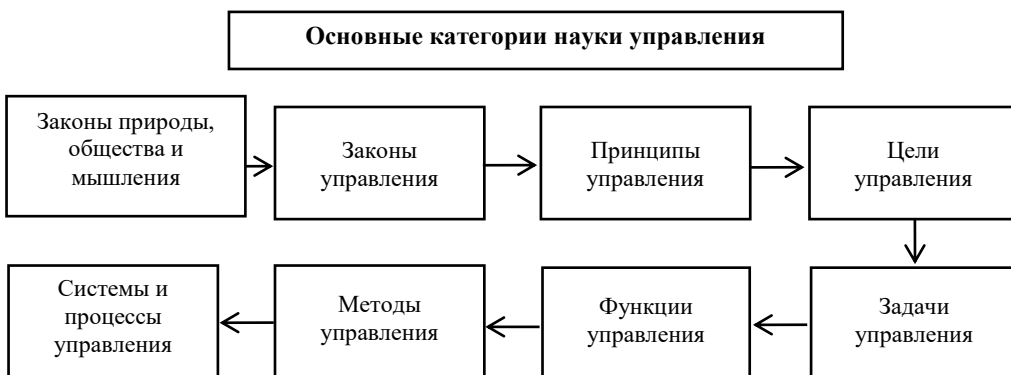 Основные категории науки управления
Законы природы,
общества и
мышления
Законы
управления
Принципы
управления
Цели
управления
Задачи
управления
Функции
управления
Методы
управления
Системы и
процессы
управления